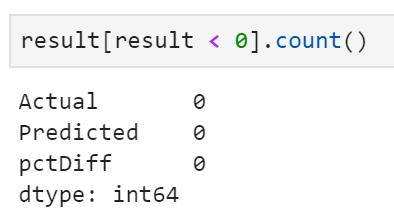 result[result < 0].count()
Actual 0
Predicted 0
pctDiff 0
dtype: int64